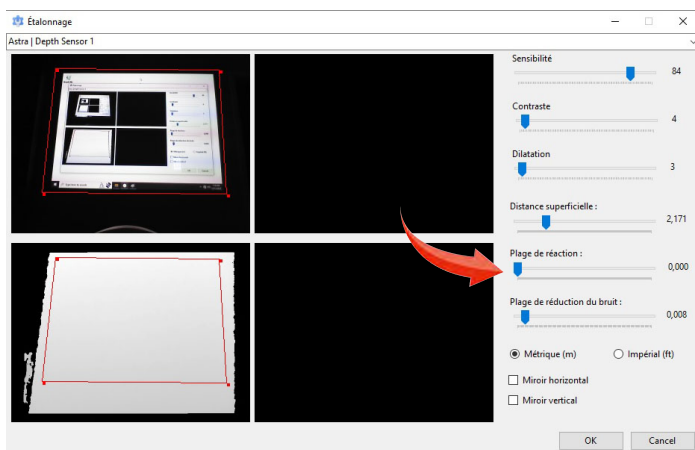 Étalonnage
Astra | Depth Sensor 1
Sensibilité
84
Contraste
4
Dilatation
3
Distance superficielle :
2,171
Plage de réaction :
0,000
Plage de réduction du bruit :
0,008
Métrique (m)
Impérial (ft)
Miroir horizontal
Miroir vertical
OK
Cancel